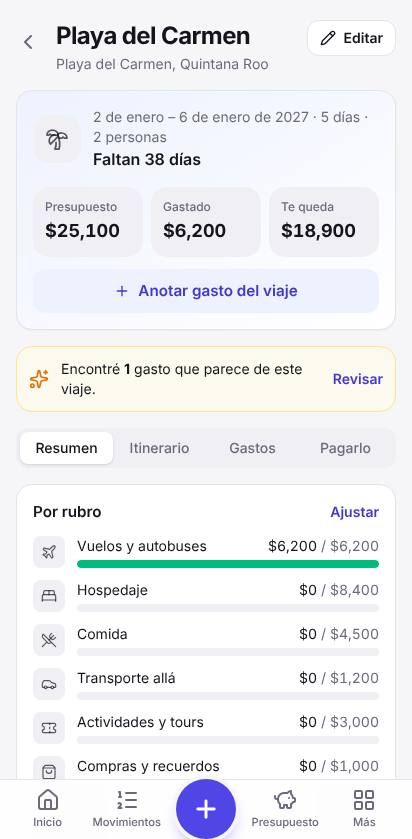 Playa del Carmen
Editar
Playa del Carmen, Quintana Roo
2 de enero – 6 de enero de 2027 · 5 días ·
2 personas
Faltan 38 días
Presupuesto
$25,100
Gastado
$6,200
Te queda
$18,900
+ Anotar gasto del viaje
Encontré 1 gasto que parece de este
viaje.
Revisar
Resumen
Itinerario
Gastos
Pagarlo
Por rubro
Ajustar
Vuelos y autobuses $6,200 / $6,200
Hospedaje $0 / $8,400
Comida $0 / $4,500
Transporte allá $0 / $1,200
Actividades y tours $0 / $3,000
Compras y recuerdos $0 / $1,000
Inicio
Movimientos
Presupuesto
Más